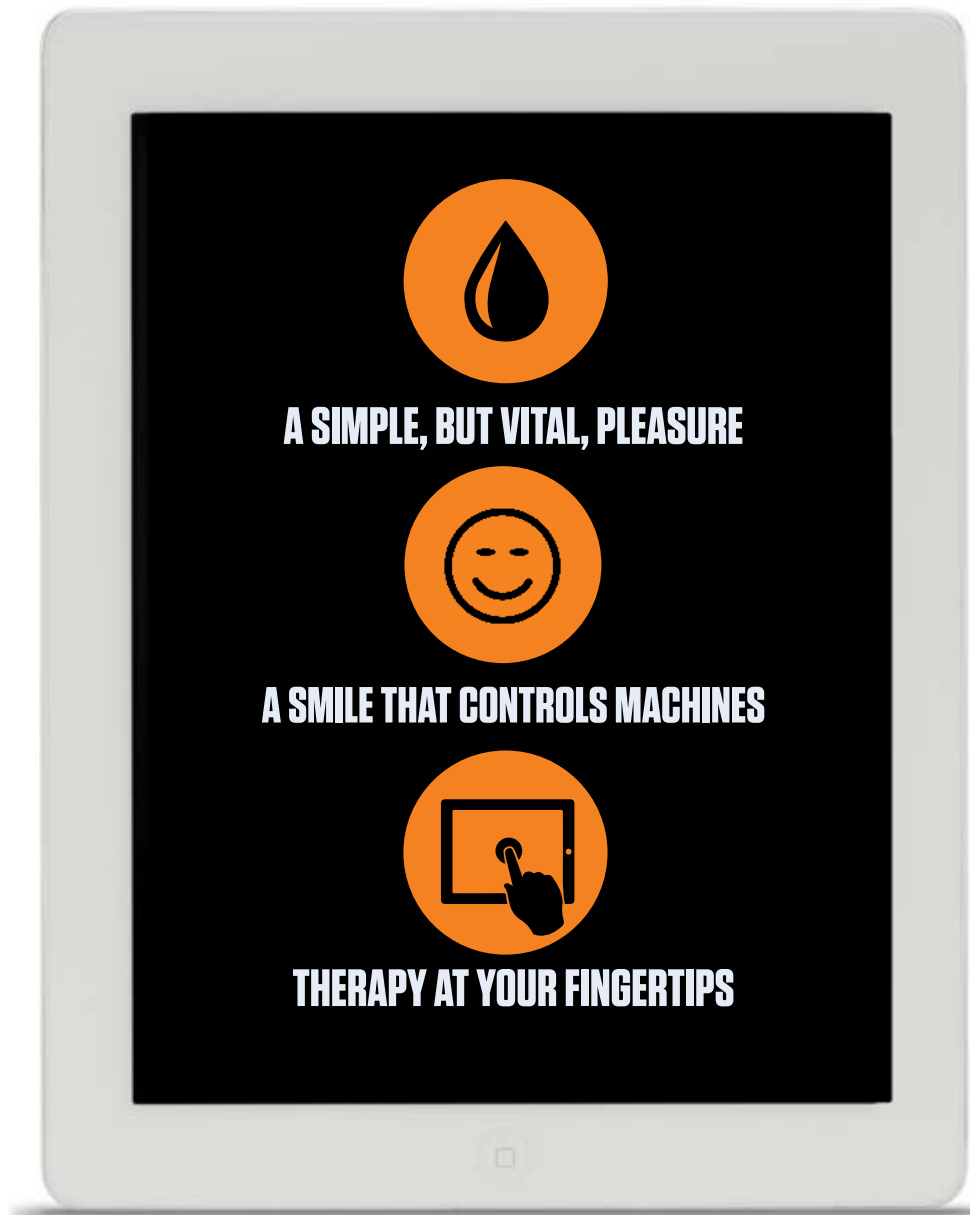 A SIMPLE, BUT VITAL, PLEASURE
A SMILE THAT CONTROLS MACHINES
THERAPY AT YOUR FINGERTIPS